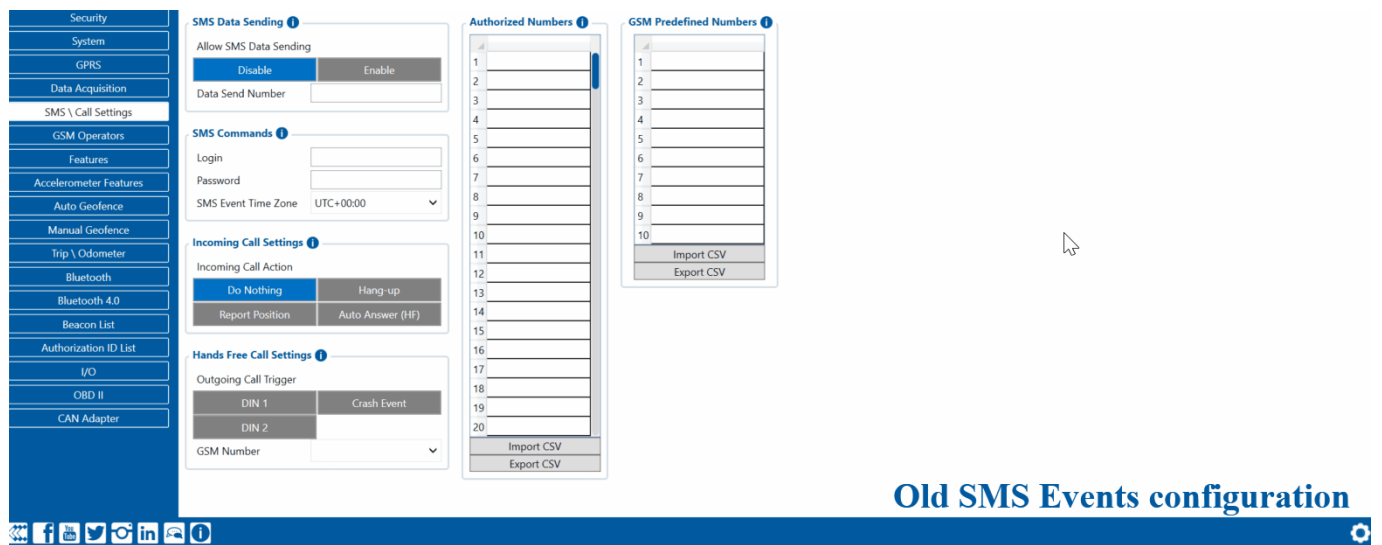 Security
System
GPRS
Data Acquisition
SMS \ Call Settings
GSM Operators
Features
Accelerometer Features
Auto Geofence
Manual Geofence
Trip \ Odometer
Bluetooth
Bluetooth 4.0
Beacon List
Authorization ID List
I/O
OBD II
CAN Adapter
SMS Data Sending
Allow SMS Data Sending
Disable Enable
Data Send Number
SMS Commands
Login
Password
SMS Event Time Zone UTC+00:00
Incoming Call Settings
Incoming Call Action
Do Nothing Hang-up
Report Position Auto Answer (HF)
Hands Free Call Settings
Outgoing Call Trigger
DIN 1 Crash Event
DIN 2
GSM Number
Authorized Numbers
1
2
3
4
5
6
7
8
9
10
11
12
13
14
15
16
17
18
19
20
Import CSV
Export CSV
GSM Predefined Numbers
1
2
3
4
5
6
7
8
9
10
Import CSV
Export CSV
Old SMS Events configuration
You
Tube